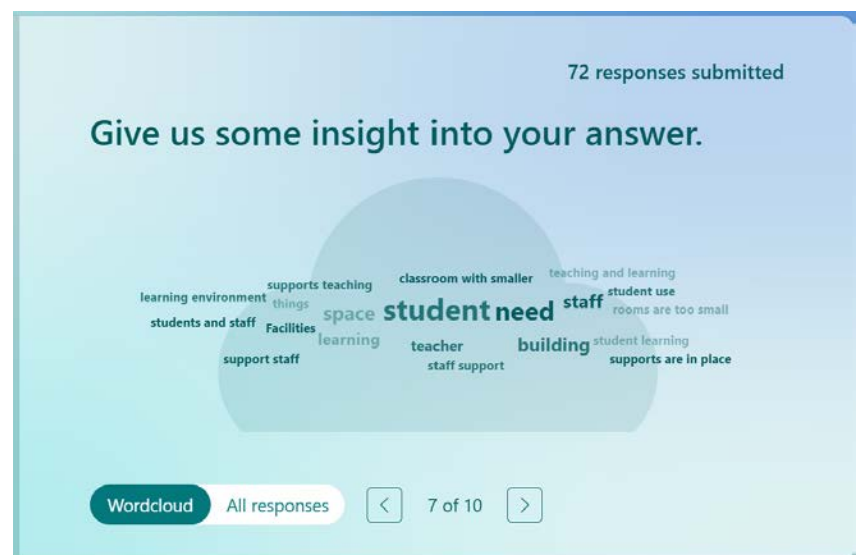 72 responses submitted
Give us some insight into your answer.
classroom with smaller
teaching and learning
supports teaching
student use
learning environment
things
space
student
need
staff
rooms are too small
students and staff
Facilities
learning
teacher
building
student learning
support staff
staff support
supports are in place
Wordcloud
All responses
7 of 10